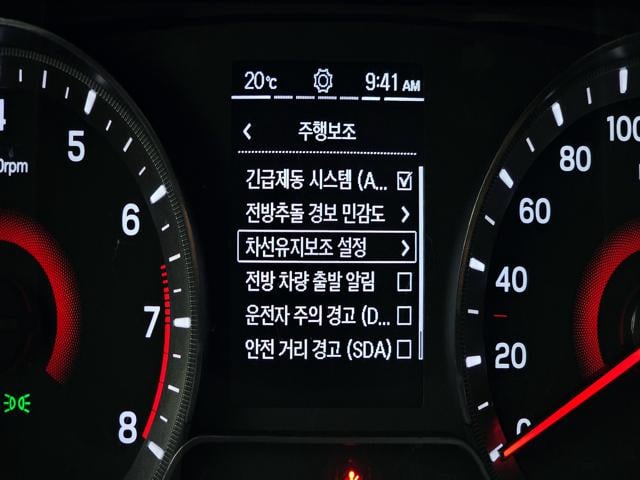 20℃ 9:41 AM
< 주행보조
긴급제동 시스템 (A...
전방추돌 경보 민감도 >
차선유지보조 설정 >
전방 차량 출발 알림
운전자 주의 경고 (D...
안전 거리 경고 (SDA)
4
5
6
7
8
0rpm
100
80
60
40
20
0